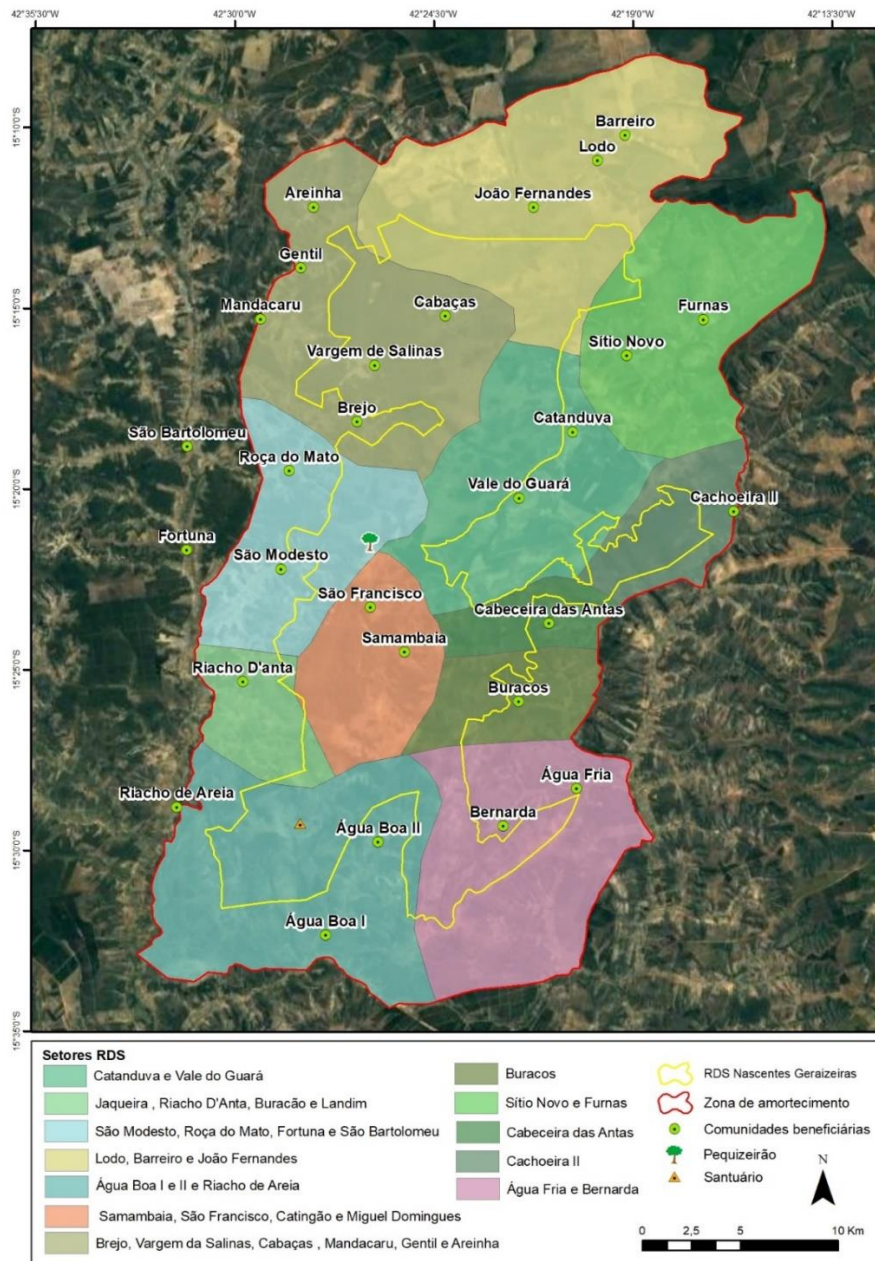 42°35'30"W 42°30'0"W 42°24'30"W 42°19'0"W 42°13'30"W
15°10'0"S
15°15'0"S
15°20'0"S
15°25'0"S
15°30'0"S
15°35'0"S
Barreiro
Lodo
Areinha
João Fernandes
Gentil
Mandacaru
Cabaças
Furnas
Vargem de Salinas
Sitio Novo
Brejo
Catanduva
São Bartolomeu
Roça do Mato
Vale do Guará
Cachoeira II
Fortuna
São Modesto
São Francisco
Cabeceira das Antas
Samambaia
Riacho D'anta
Buracos
Água Fria
Riacho de Areia
Bernarda
Água Boa II
Água Boa I
Setores RDS
Catanduva e Vale do Guará
Jaqueira , Riacho D'Anta, Buracão e Landim
São Modesto, Roça do Mato, Fortuna e São Bartolomeu
Lodo, Barreiro e João Fernandes
Água Boa I e II e Riacho de Areia
Samambaia, São Francisco, Catingão e Miguel Domingues
Brejo, Vargem da Salinas, Cabaças , Mandacaru, Gentil e Areinha
Buracos
Sítio Novo e Furnas
Cabeceira das Antas
Cachoeira II
Água Fria e Bernarda
RDS Nascentes Geraizeiras
Zona de amortecimento
Comunidades beneficiárias
Pequizeirão
Santuário
N
0 2,5 5 10 Km